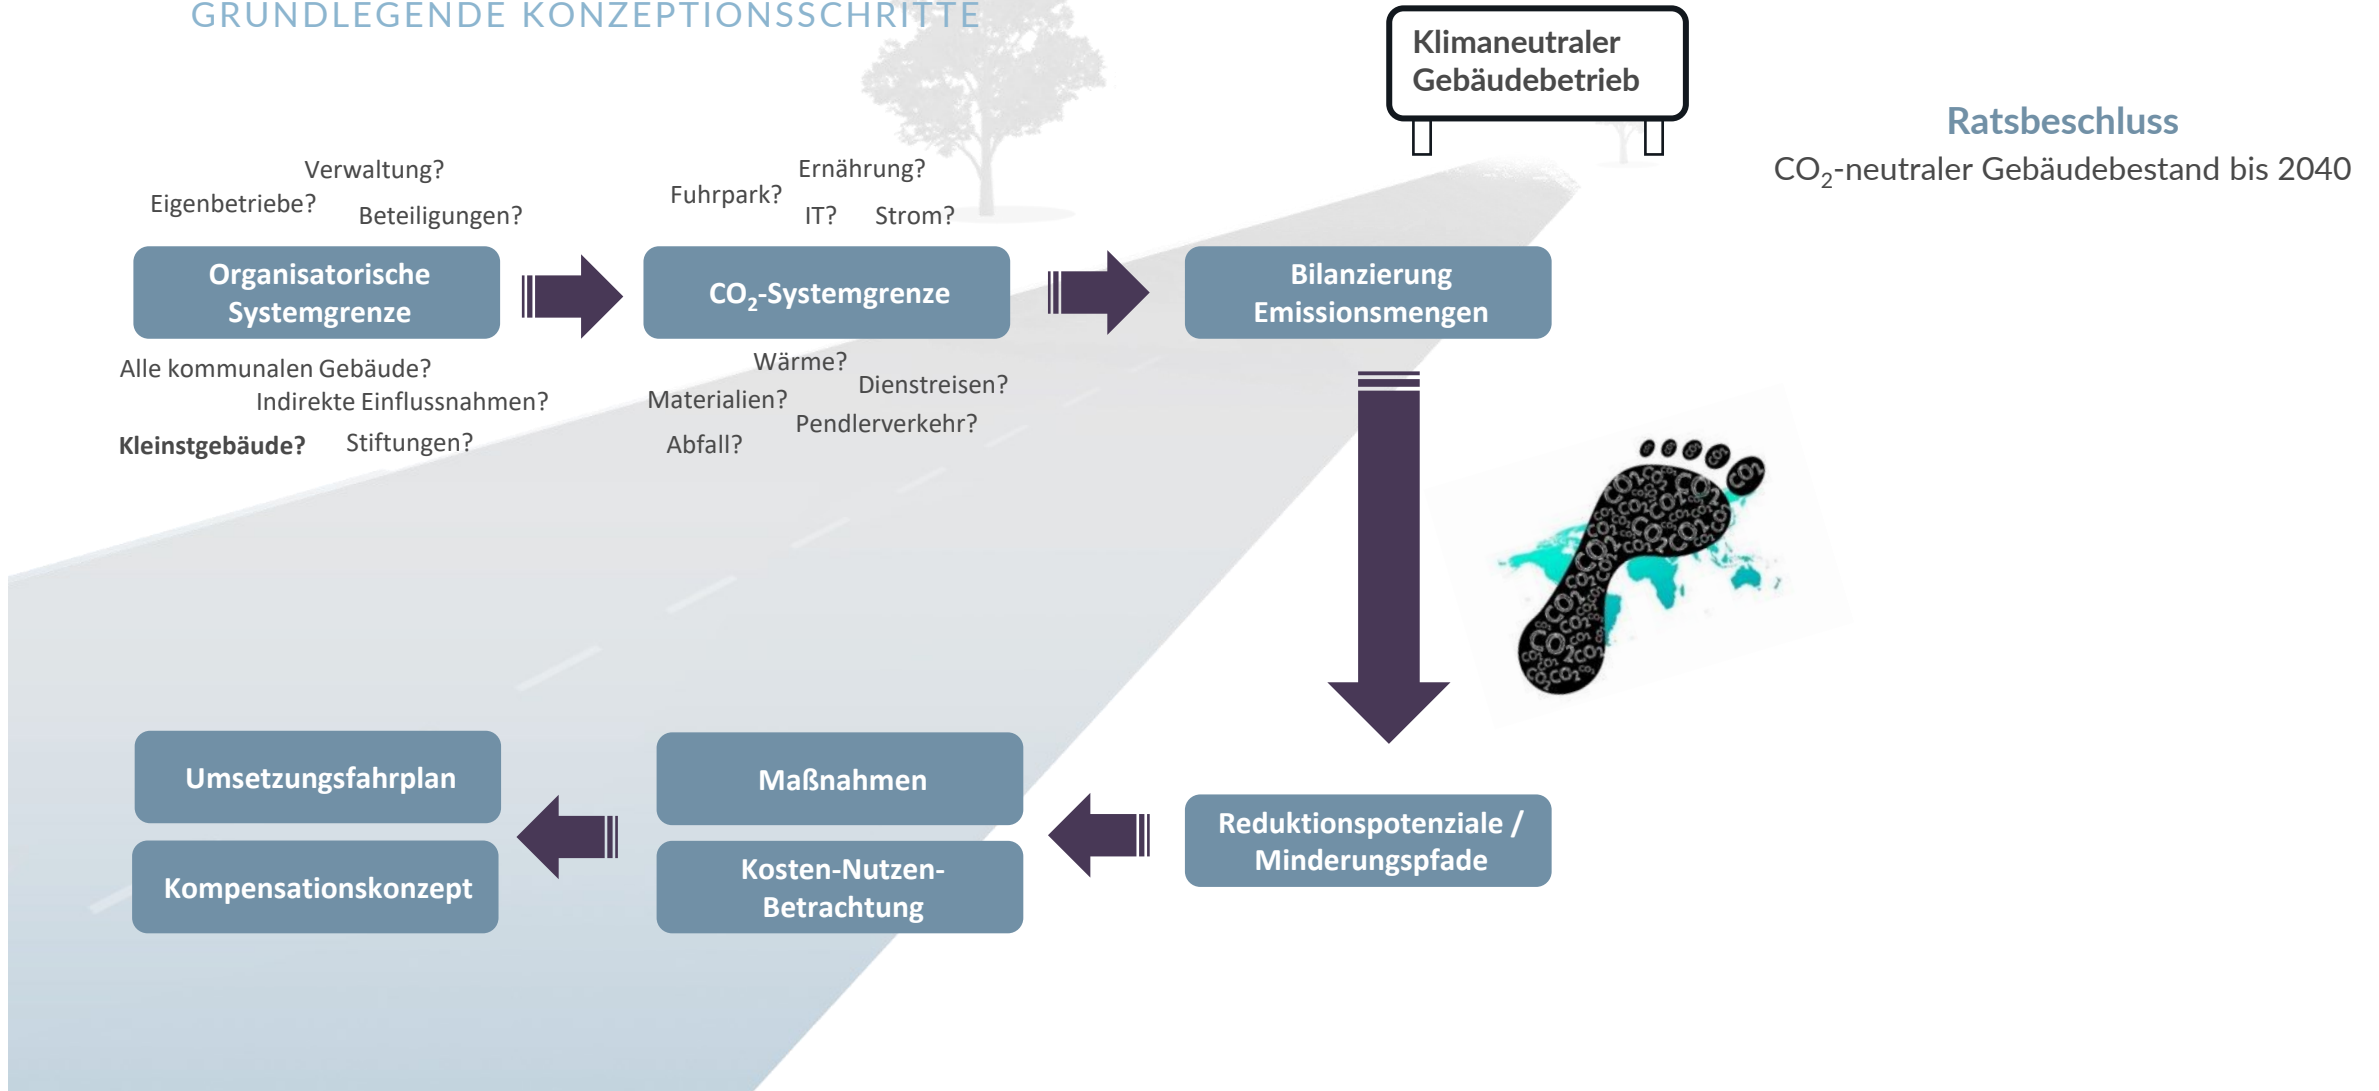 GRUNDLEGENDE KONZEPTIONSSCHRITTE
Klimaneutraler
Gebäudebetrieb
Ratsbeschluss
CO₂-neutraler Gebäudebestand bis 2040
Verwaltung?
Eigenbetriebe?
Beteiligungen?
Organisatorische
Systemgrenze
Alle kommunalen Gebäude?
Indirekte Einflussnahmen?
Kleinstgebäude?
Stiftungen?
Ernährung?
Fuhrpark?
IT?
Strom?
CO₂-Systemgrenze
Wärme?
Dienstreisen?
Materialien?
Pendlerverkehr?
Abfall?
Bilanzierung
Emissionsmengen
Reduktionspotenziale /
Minderungspfade
Maßnahmen
Kosten-Nutzen-
Betrachtung
Umsetzungsfahrplan
Kompensationskonzept